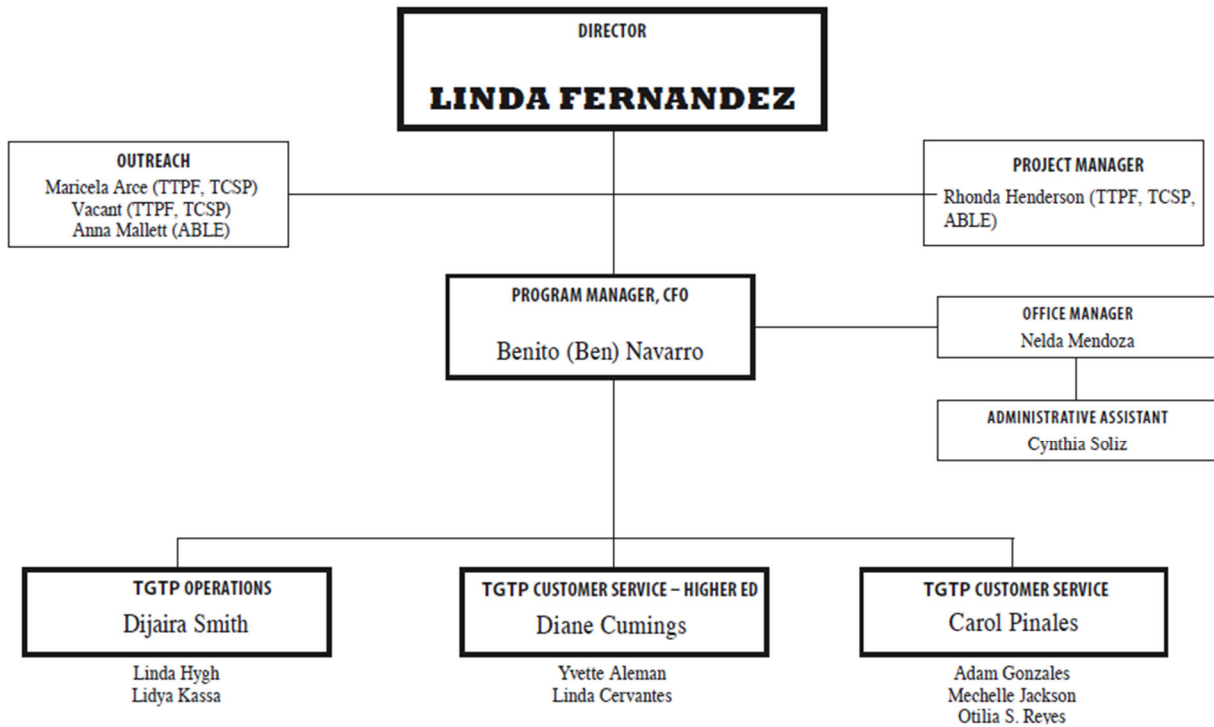 DIRECTOR
LINDA FERNANDEZ
OUTREACH
Maricela Arce (TTPF, TCSP)
Vacant (TTPF, TCSP)
Anna Mallett (ABLE)
PROJECT MANAGER
Rhonda Henderson (TTPF, TCSP,
ABLE)
PROGRAM MANAGER, CFO
Benito (Ben) Navarro
OFFICE MANAGER
Nelda Mendoza
ADMINISTRATIVE ASSISTANT
Cynthia Soliz
TGTP OPERATIONS
Dijaira Smith
Linda Hygh
Lidya Kassa
TGTP CUSTOMER SERVICE – HIGHER ED
Diane Cumings
Yvette Aleman
Linda Cervantes
TGTP CUSTOMER SERVICE
Carol Pinales
Adam Gonzales
Mechelle Jackson
Otilia S. Reyes